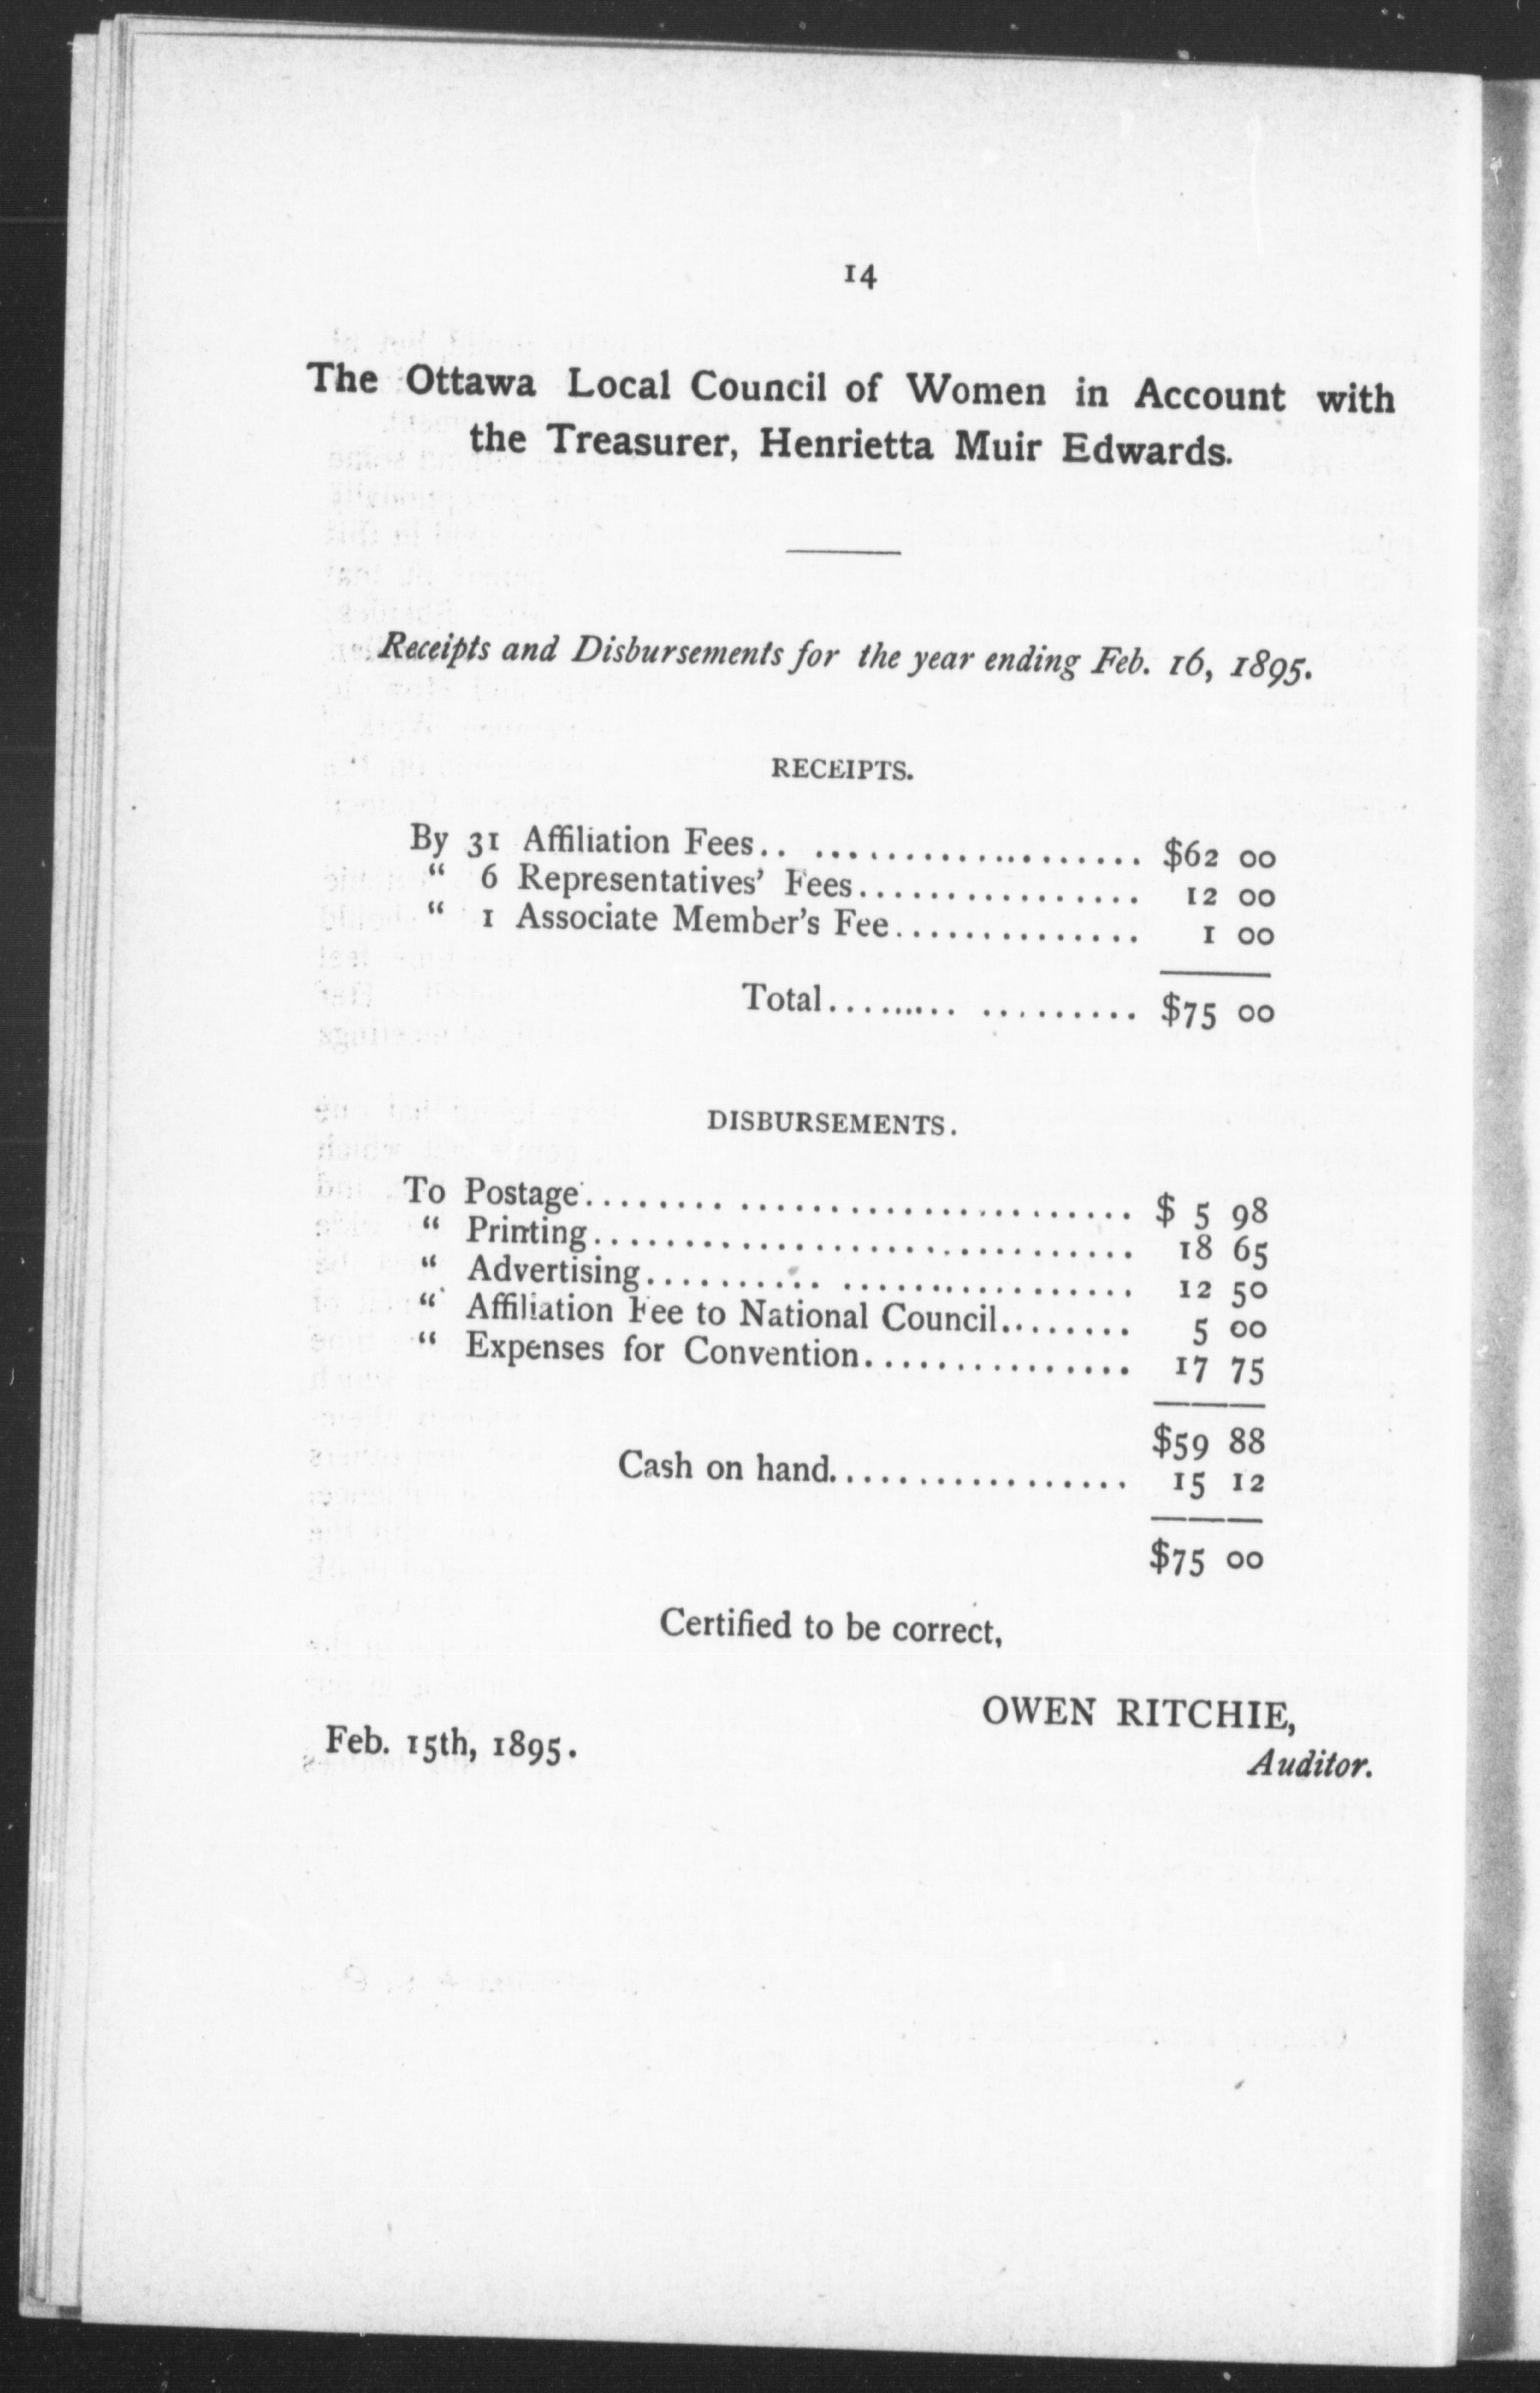 14
The Ottawa Local Council of Women in Account with
the Treasurer, Henrietta Muir Edwards.
Receipts and Disbursements for the year ending Feb. 16, 1895.
RECEIPTS.
By 31 Affiliation Fees.. ...................... $62 00
“ 6 Representatives’ Fees................. 12 00
“ 1 Associate Member’s Fee.............. 1 00
Total.......... ......... $75 00
DISBURSEMENTS.
To Postage........ ...................... $ 5 98
“ Printing.............................. 18 65
“ Advertising.......... ................ 12 50
“ Affiliation Fee to National Council........ 5 00
“ Expenses for Convention............... 17 75
$59 88
Cash on hand.................. 15 12
$75 00
Certified to be correct,
OWEN RITCHIE,
Feb. 15th, 1895.
Auditor.